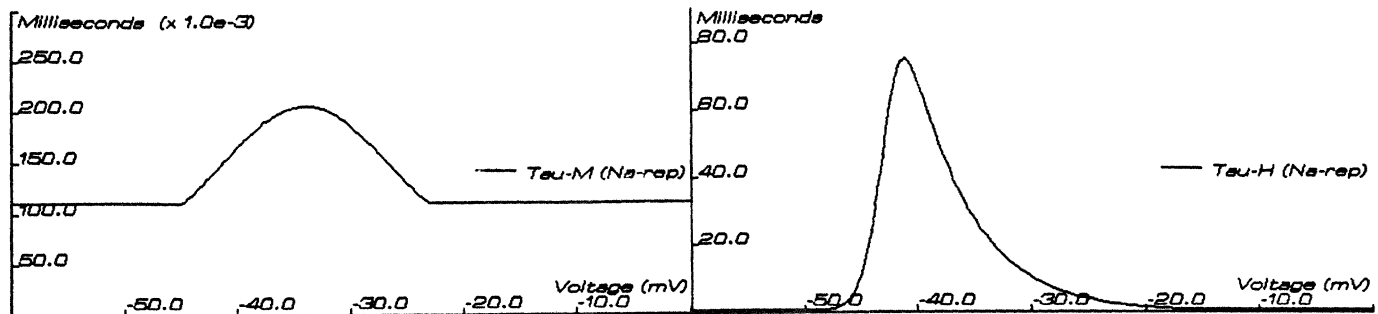 Milliseconds (x 1.0e-3)
250.0
200.0
150.0
100.0
50.0
Tau-M (Na-rep)
Voltage (mV)
-50.0 -40.0 -30.0 -20.0 -10.0
Milliseconds
80.0
60.0
40.0
20.0
Tau-H (Na-rep)
Voltage (mV)
-50.0 -40.0 -30.0 -20.0 -10.0